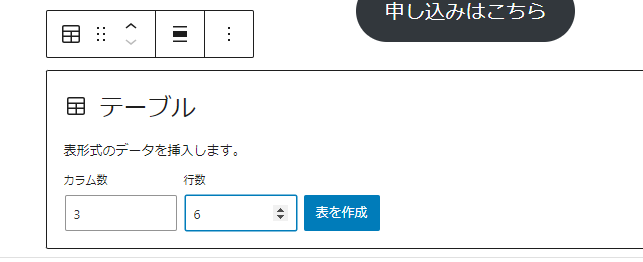 申し込みはこちら
テーブル
表形式のデータを挿入します。
カラム数 行数
3 6 表を作成